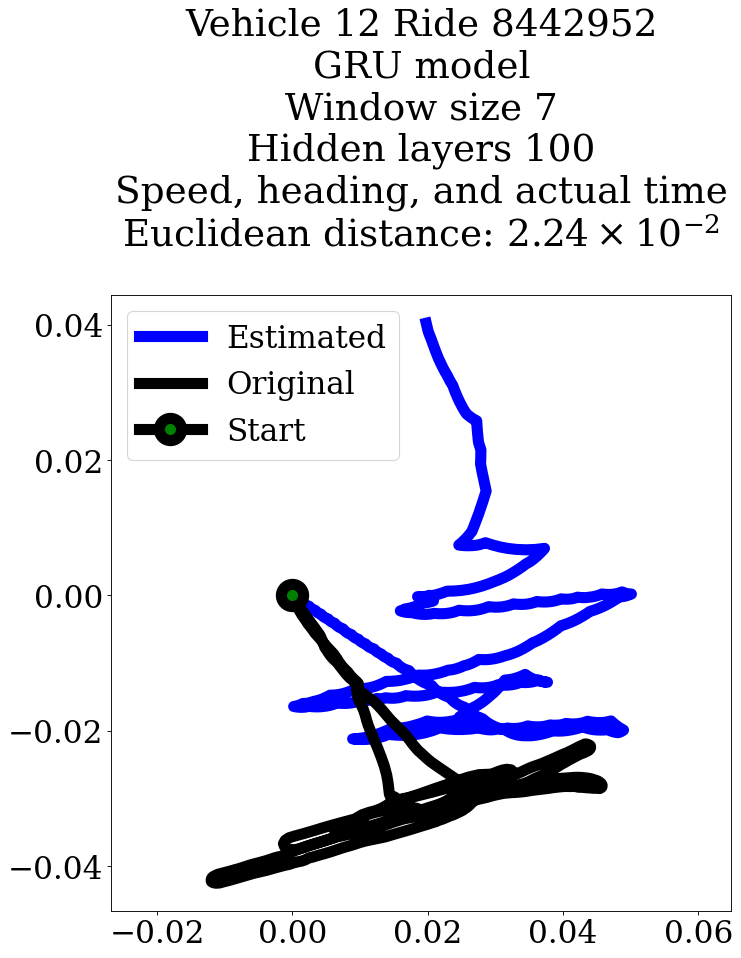 Vehicle 12 Ride 8442952
GRU model
Window size 7
Hidden layers 100
Speed, heading, and actual time
Euclidean distance: 2.24 × 10⁻²
Estimated
Original
Start
0.04
0.02
0.00
−0.02
−0.04
−0.02 0.00 0.02 0.04 0.06